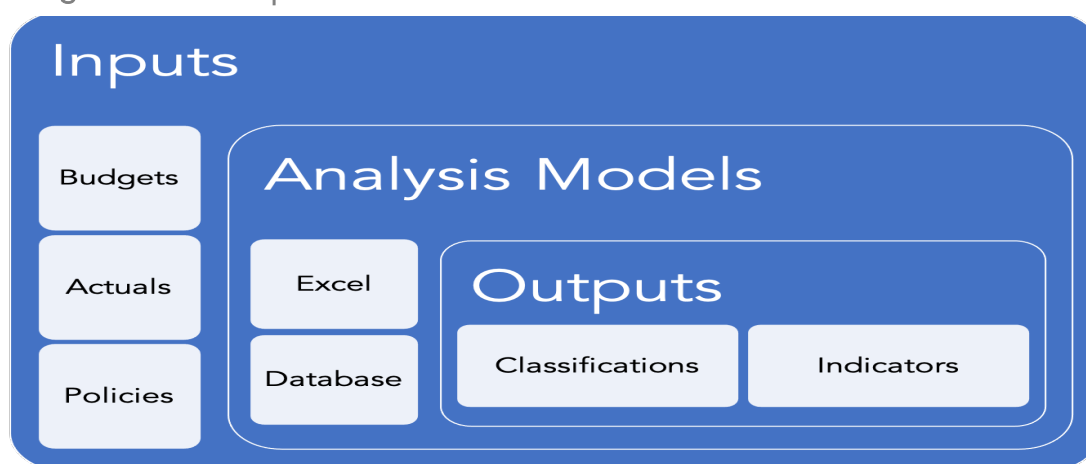 Inputs
Budgets
Actuals
Policies
Analysis Models
Excel
Database
Outputs
Classifications
Indicators